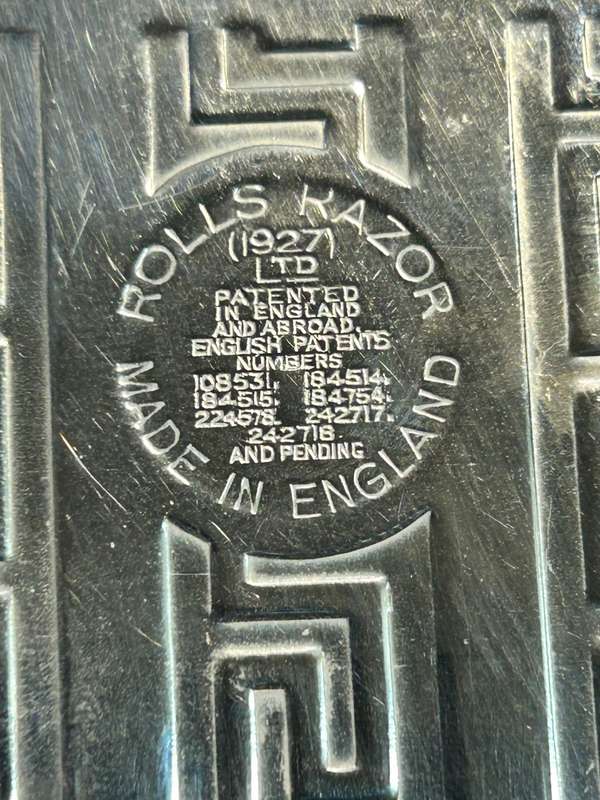 ROLLS RAZOR
(1927)
LTD
PATENTED
IN ENGLAND
AND ABROAD.
ENGLISH PATENTS
NUMBERS
108531. 184514.
184515. 184754.
224578. 242717.
242718.
AND PENDING
MADE IN ENGLAND